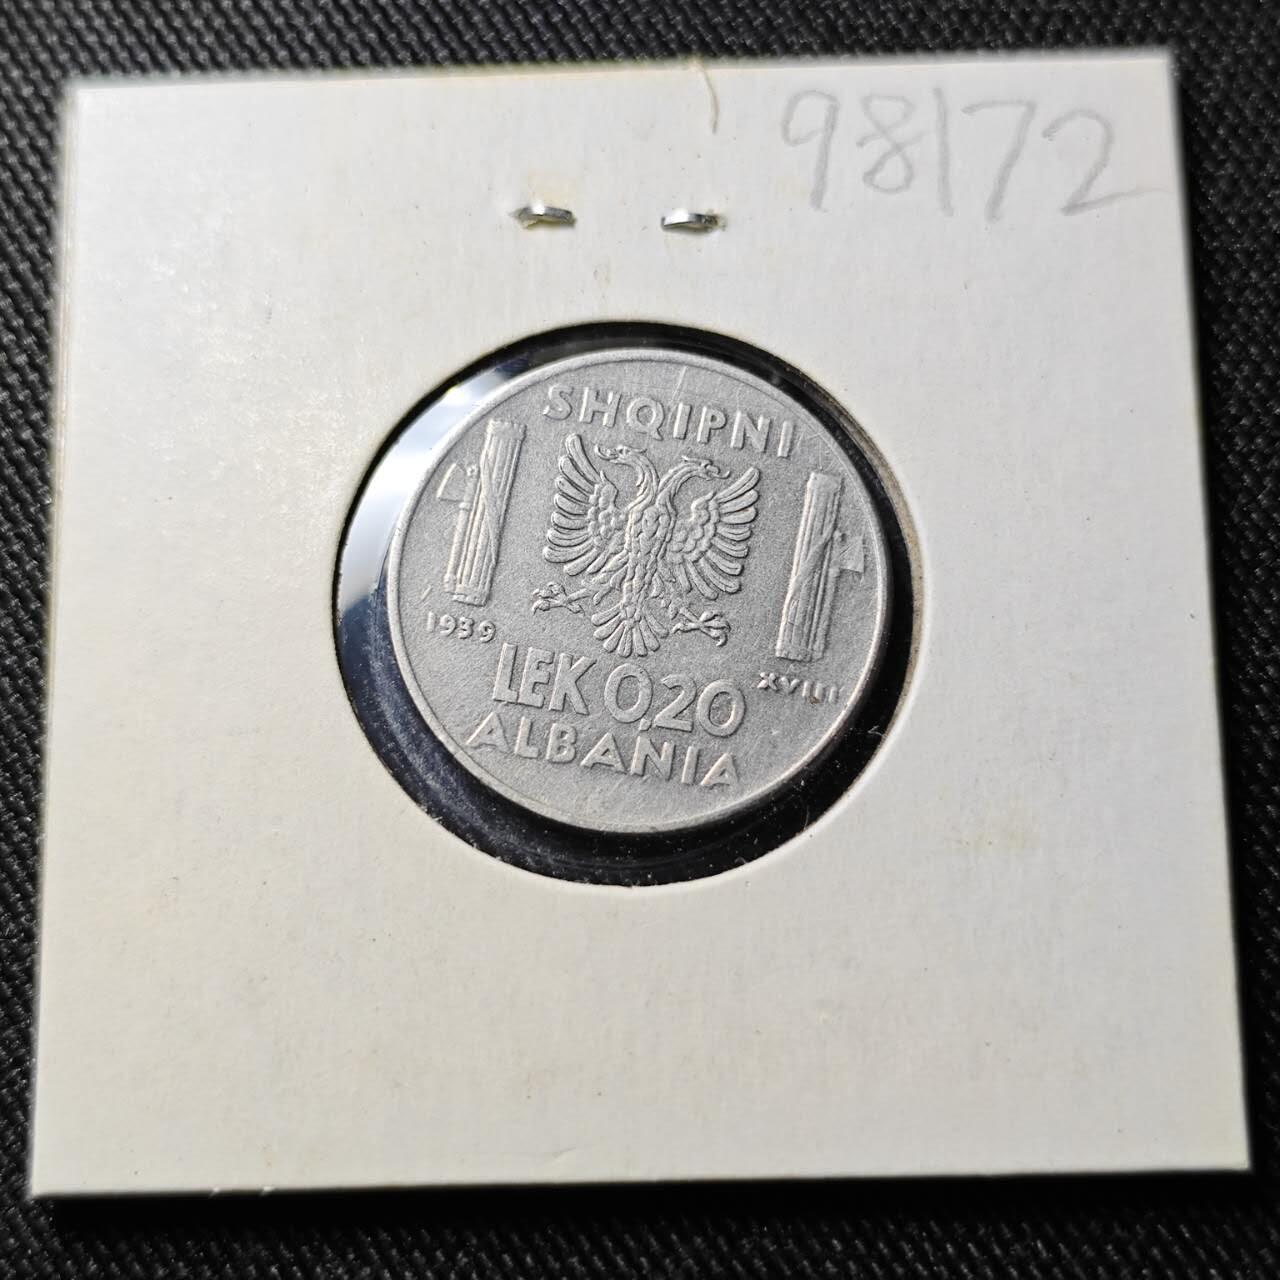 98172
SHQIPNI
1939
XVIII
LEK 0,20
ALBANIA